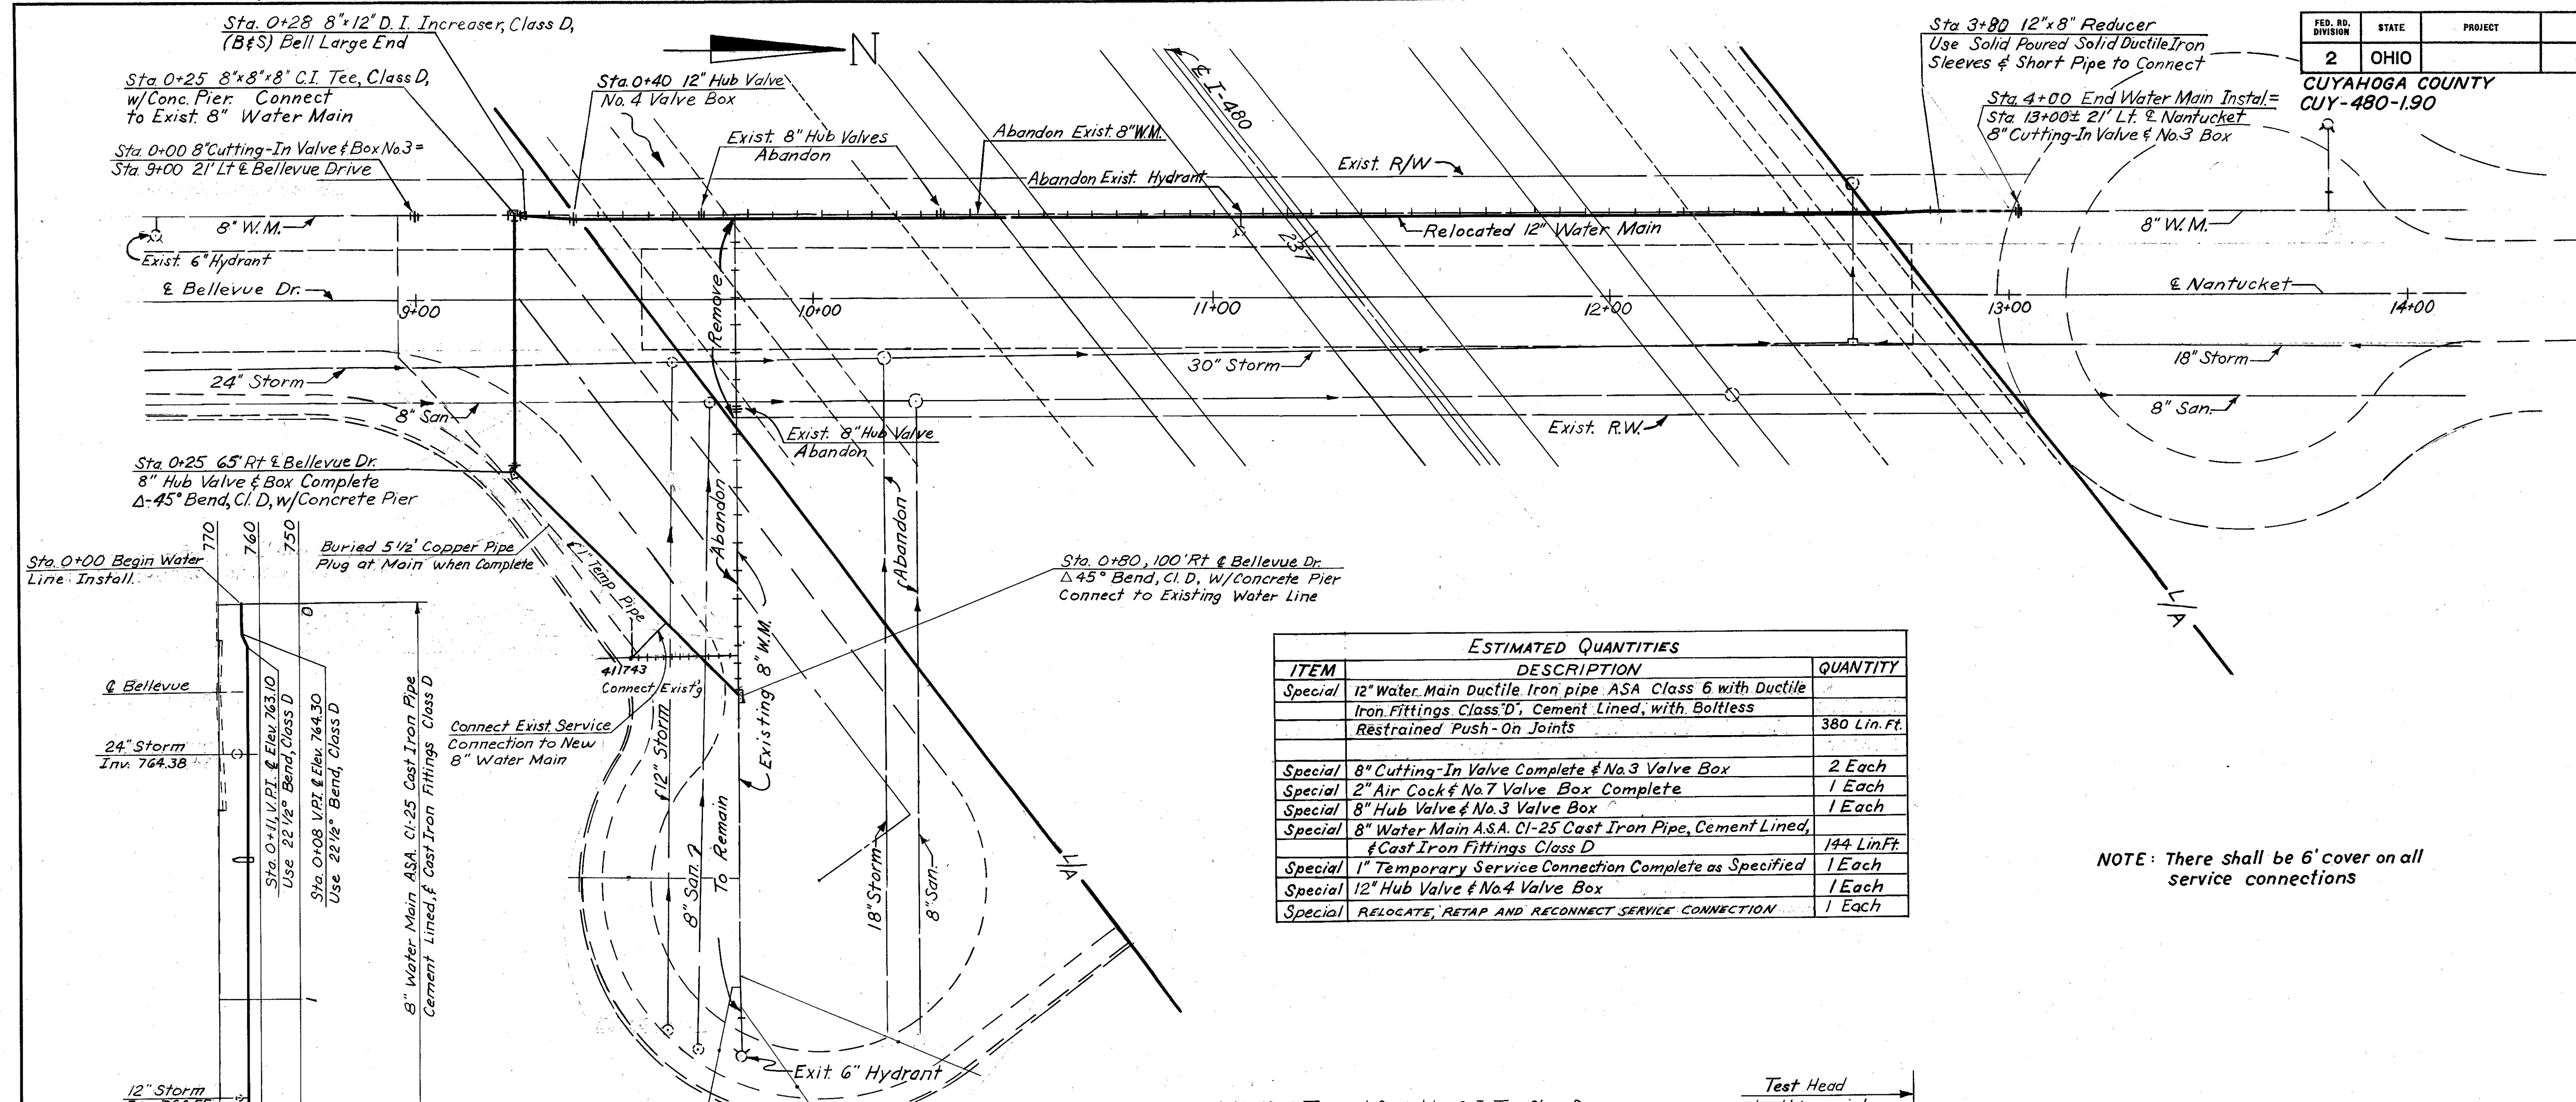 Sta. 0+28 8"x12" D. I. Increaser, Class D,
(B&S) Bell Large End
Sta. 0+25 8"x8"x8" C.I. Tee, Class D,
w/Conc. Pier. Connect
to Exist. 8" Water Main
Sta. 0+00 8" Cutting-In Valve & Box No.3 =
Sta. 9+00 21' Lt ℄ Bellevue Drive
N
Sta. 0+40 12" Hub Valve
No. 4 Valve Box
Exist. 8" Hub Valves
Abandon
Abandon Exist. 8" W.M.
Abandon Exist. Hydrant
℄ I-480
Exist. R/W
Sta 3+80 12"x8" Reducer
Use Solid Poured Solid Ductile Iron
Sleeves & Short Pipe to Connect
Sta. 4+00 End Water Main Instal.=
Sta. 13+00± 21' Lt. ℄ Nantucket
8" Cutting-In Valve & No.3 Box
FED. RD. DIVISION STATE PROJECT
2 OHIO
CUYAHOGA COUNTY
CUY-480-1.90
8" W.M.
Exist. 6" Hydrant
Relocated 12" Water Main
237
8" W.M.
℄ Bellevue Dr.
℄ Nantucket
9+00 10+00 11+00 12+00 13+00 14+00
Remove
24" Storm
30" Storm
18" Storm
8" San.
Exist. 8" Hub Valve
Abandon
Exist. R.W.
8" San.
Sta. 0+25 65' Rt ℄ Bellevue Dr.
8" Hub Valve & Box Complete
Δ-45° Bend, Cl. D, w/Concrete Pier
770
760
750
Sta. 0+00 Begin Water
Line Install.
Buried 5 1/2' Copper Pipe
Plug at Main when Complete
1" Temp Pipe
Abandon
Abandon
Sta. 0+80, 100' Rt ℄ Bellevue Dr.
Δ 45° Bend, Cl. D, W/Concrete Pier
Connect to Existing Water Line
L/A
0
411743
Connect Exist'g
Existing 8" W.M.
℄ Bellevue
24" Storm
Inv. 764.38
Sta. 0+11, V.P.I. ℄ Elev. 763.10
Use 22 1/2° Bend, Class D
Sta. 0+08 V.P.I. ℄ Elev. 764.30
Use 22 1/2° Bend, Class D
8" Water Main A.S.A. Cl-25 Cast Iron Pipe
Cement Lined, & Cast Iron Fittings Class D
Connect Exist. Service
Connection to New
8" Water Main
12" Storm
8" San.
To Remain
18" Storm
8" San.
L/A
1
Exit. 6" Hydrant
12" Storm
ESTIMATED QUANTITIES
ITEM DESCRIPTION QUANTITY
Special 12" Water Main Ductile Iron pipe ASA Class 6 with Ductile
Iron Fittings Class "D", Cement Lined, with Boltless
Restrained Push-On Joints 380 Lin. Ft.
Special 8" Cutting-In Valve Complete & No.3 Valve Box 2 Each
Special 2" Air Cock & No.7 Valve Box Complete 1 Each
Special 8" Hub Valve & No.3 Valve Box 1 Each
Special 8" Water Main A.S.A. Cl-25 Cast Iron Pipe, Cement Lined,
& Cast Iron Fittings Class D 144 Lin.Ft.
Special 1" Temporary Service Connection Complete as Specified 1 Each
Special 12" Hub Valve & No.4 Valve Box 1 Each
Special RELOCATE, RETAP AND RECONNECT SERVICE CONNECTION 1 Each
NOTE: There shall be 6' cover on all
service connections
Test Head